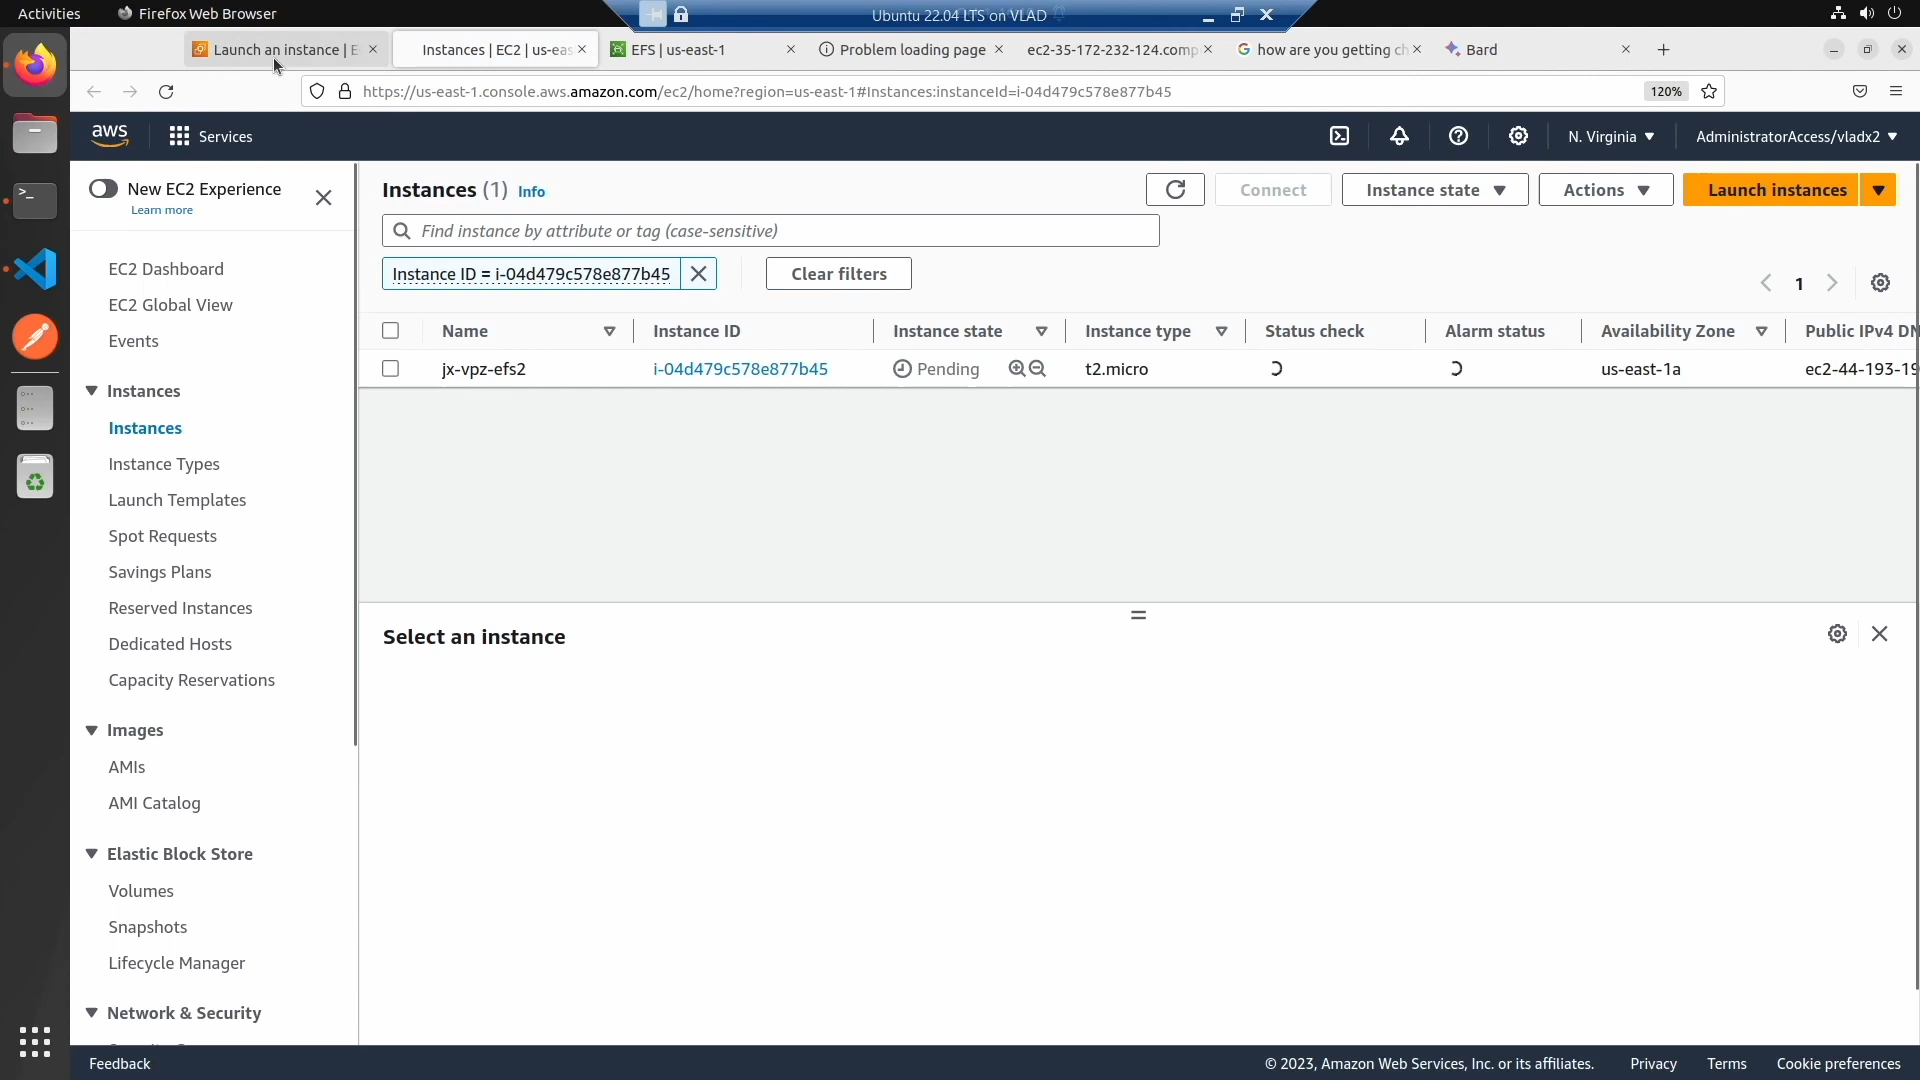 Activities
Firefox Web Browser
Ubuntu 22.04 LTS on VLAD
Launch an instance | E
Instances | EC2 | us-eas
EFS | us-east-1
Problem loading page
ec2-35-172-232-124.comp
how are you getting ch
Bard
https://us-east-1.console.aws.amazon.com/ec2/home?region=us-east-1#Instances:instanceId=i-04d479c578e877b45
120%
aws
Services
N. Virginia
AdministratorAccess/vladx2
New EC2 Experience
Learn more
EC2 Dashboard
EC2 Global View
Events
Instances
Instances
Instance Types
Launch Templates
Spot Requests
Savings Plans
Reserved Instances
Dedicated Hosts
Capacity Reservations
Images
AMIs
AMI Catalog
Elastic Block Store
Volumes
Snapshots
Lifecycle Manager
Network & Security
Instances (1) Info
Connect
Instance state
Actions
Launch instances
Find instance by attribute or tag (case-sensitive)
Instance ID = i-04d479c578e877b45
Clear filters
1
Name
Instance ID
Instance state
Instance type
Status check
Alarm status
Availability Zone
Public IPv4 DN
jx-vpz-efs2
i-04d479c578e877b45
Pending
t2.micro
us-east-1a
ec2-44-193-19
Select an instance
Feedback
© 2023, Amazon Web Services, Inc. or its affiliates.
Privacy
Terms
Cookie preferences